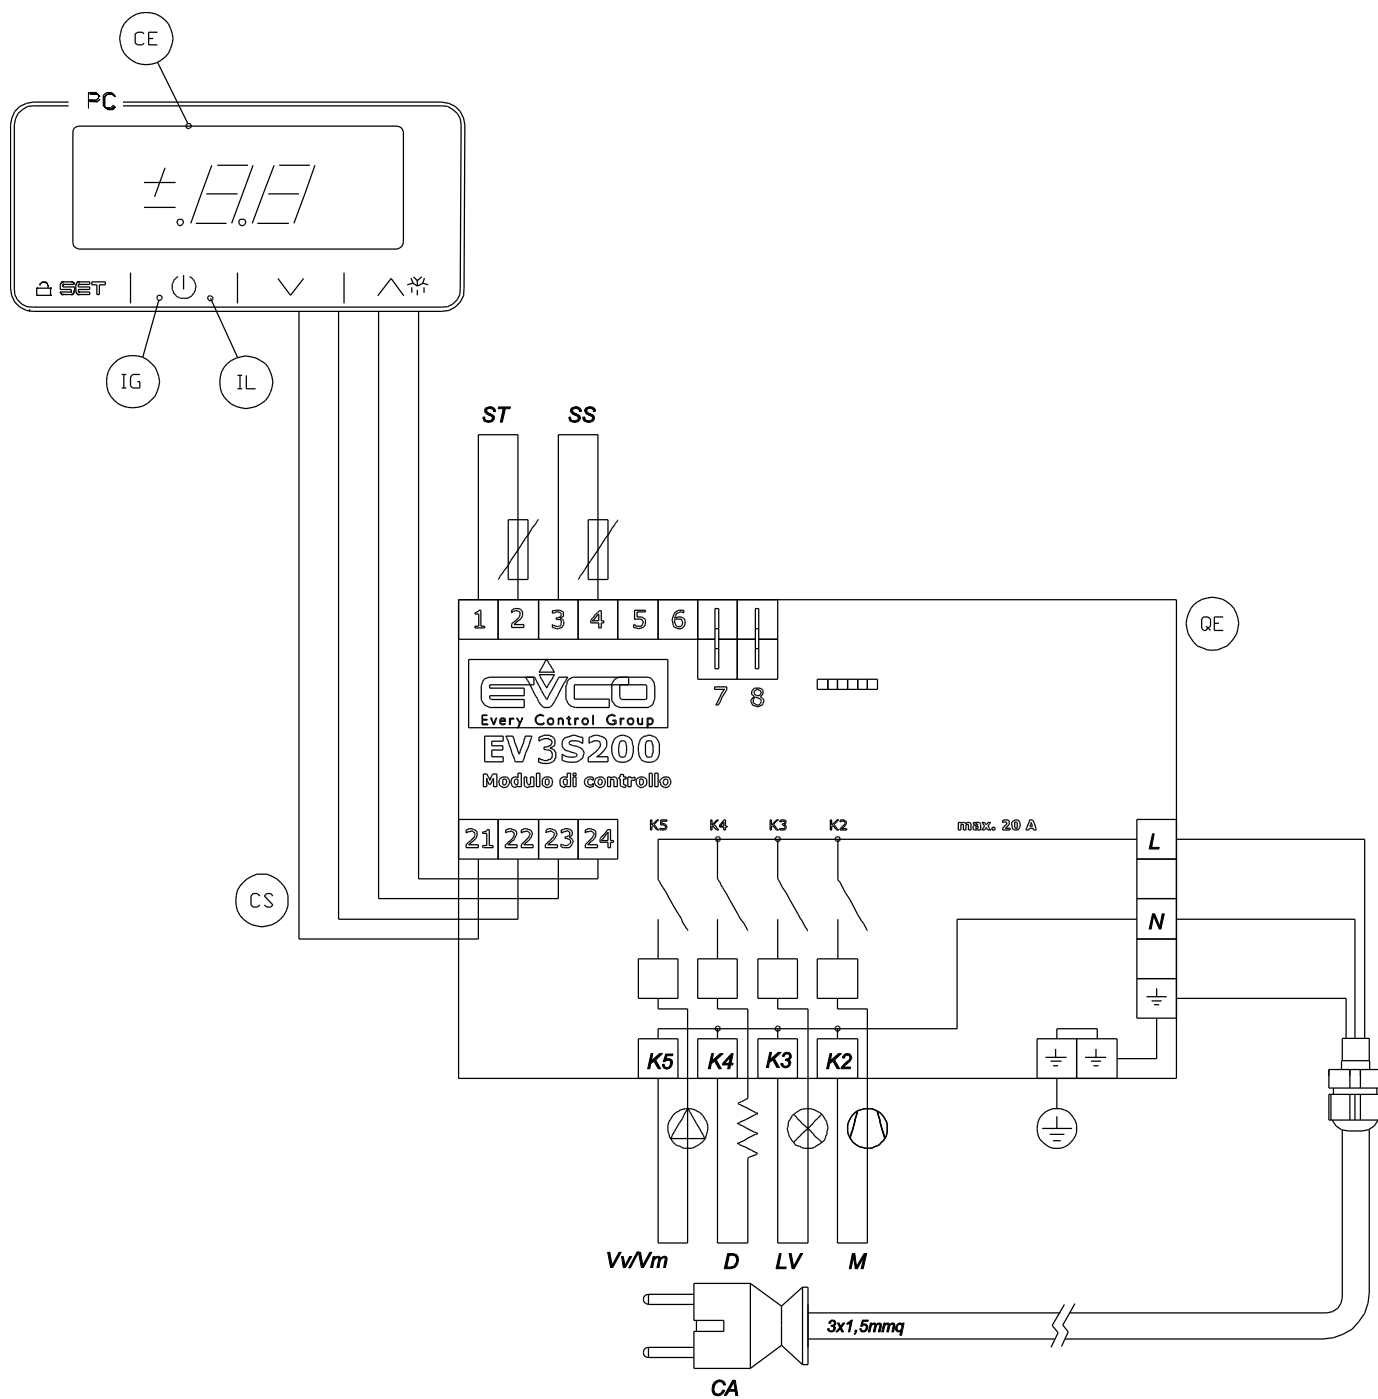 CE
PC
SET
IG
IL
ST SS
1 2 3 4 5 6
QE
7 8
EVCO
Every Control Group
EV3S200
Modulo di controllo
K5 K4 K3 K2 max. 20 A
21 22 23 24
L
CS
N
K5 K4 K3 K2
Vv/Vm D LV M
3x1,5mmq
CA